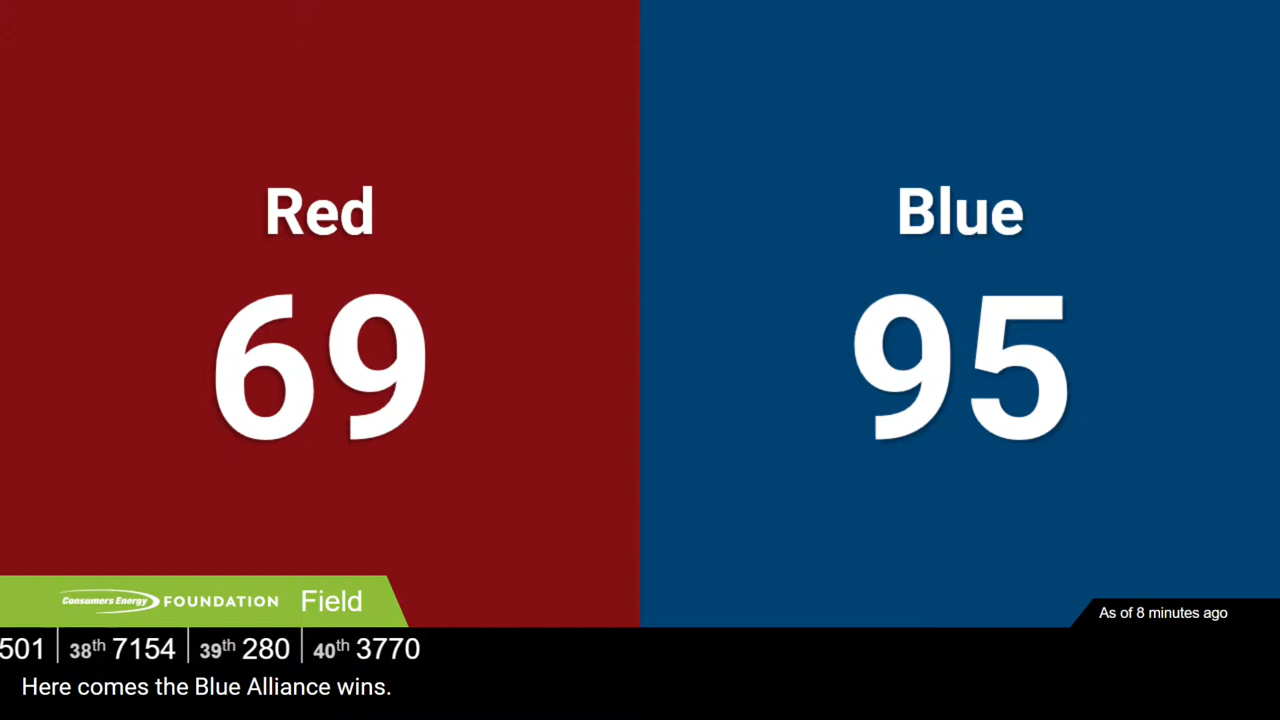 Red
Blue
69
95
Consumers Energy FOUNDATION Field
As of 8 minutes ago
501 38th 7154 39th 280 40th 3770
Here comes the Blue Alliance wins.